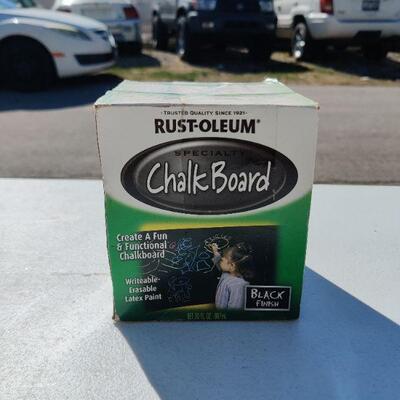 TRUSTED QUALITY SINCE 1921
RUST-OLEUM®
SPECIALTY
Chalk Board
Create A Fun
& Functional
Chalkboard
Writeable-
Erasable
Latex Paint
BLACK
FINISH